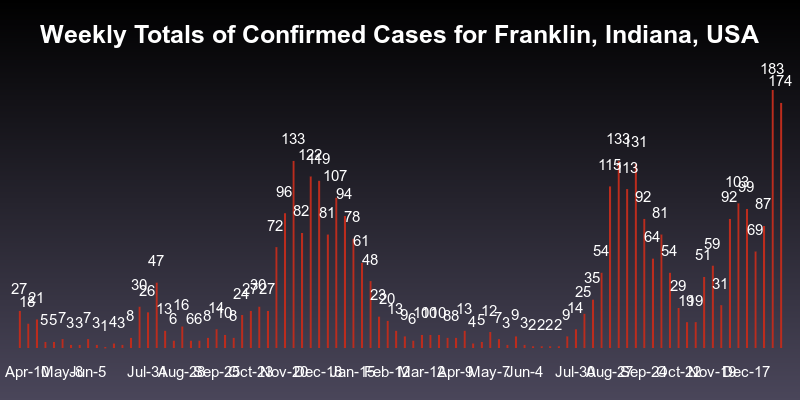 Weekly Totals of Confirmed Cases for Franklin, Indiana, USA
27 18 21 5 5 7 3 3 7 3 1 4 3 8 30 26 47 13 6 16 6 6 8 14 10 8 24 27 30 27 72 96 133 82 122 119 81 107 94 78 61 48 23 20 13 9 6 10 10 10 8 8 13 4 5 12 7 3 9 3 2 2 2 2 9 14 25 35 54 115 133 113 131 92 64 81 54 29 19 19 51 59 31 92 103 99 69 87 183 174
Apr-10 May-8 Jun-5 Jul-31 Aug-28 Sep-25 Oct-23 Nov-20 Dec-18 Jan-15 Feb-12 Mar-12 Apr-9 May-7 Jun-4 Jul-30 Aug-27 Sep-24 Oct-22 Nov-19 Dec-17